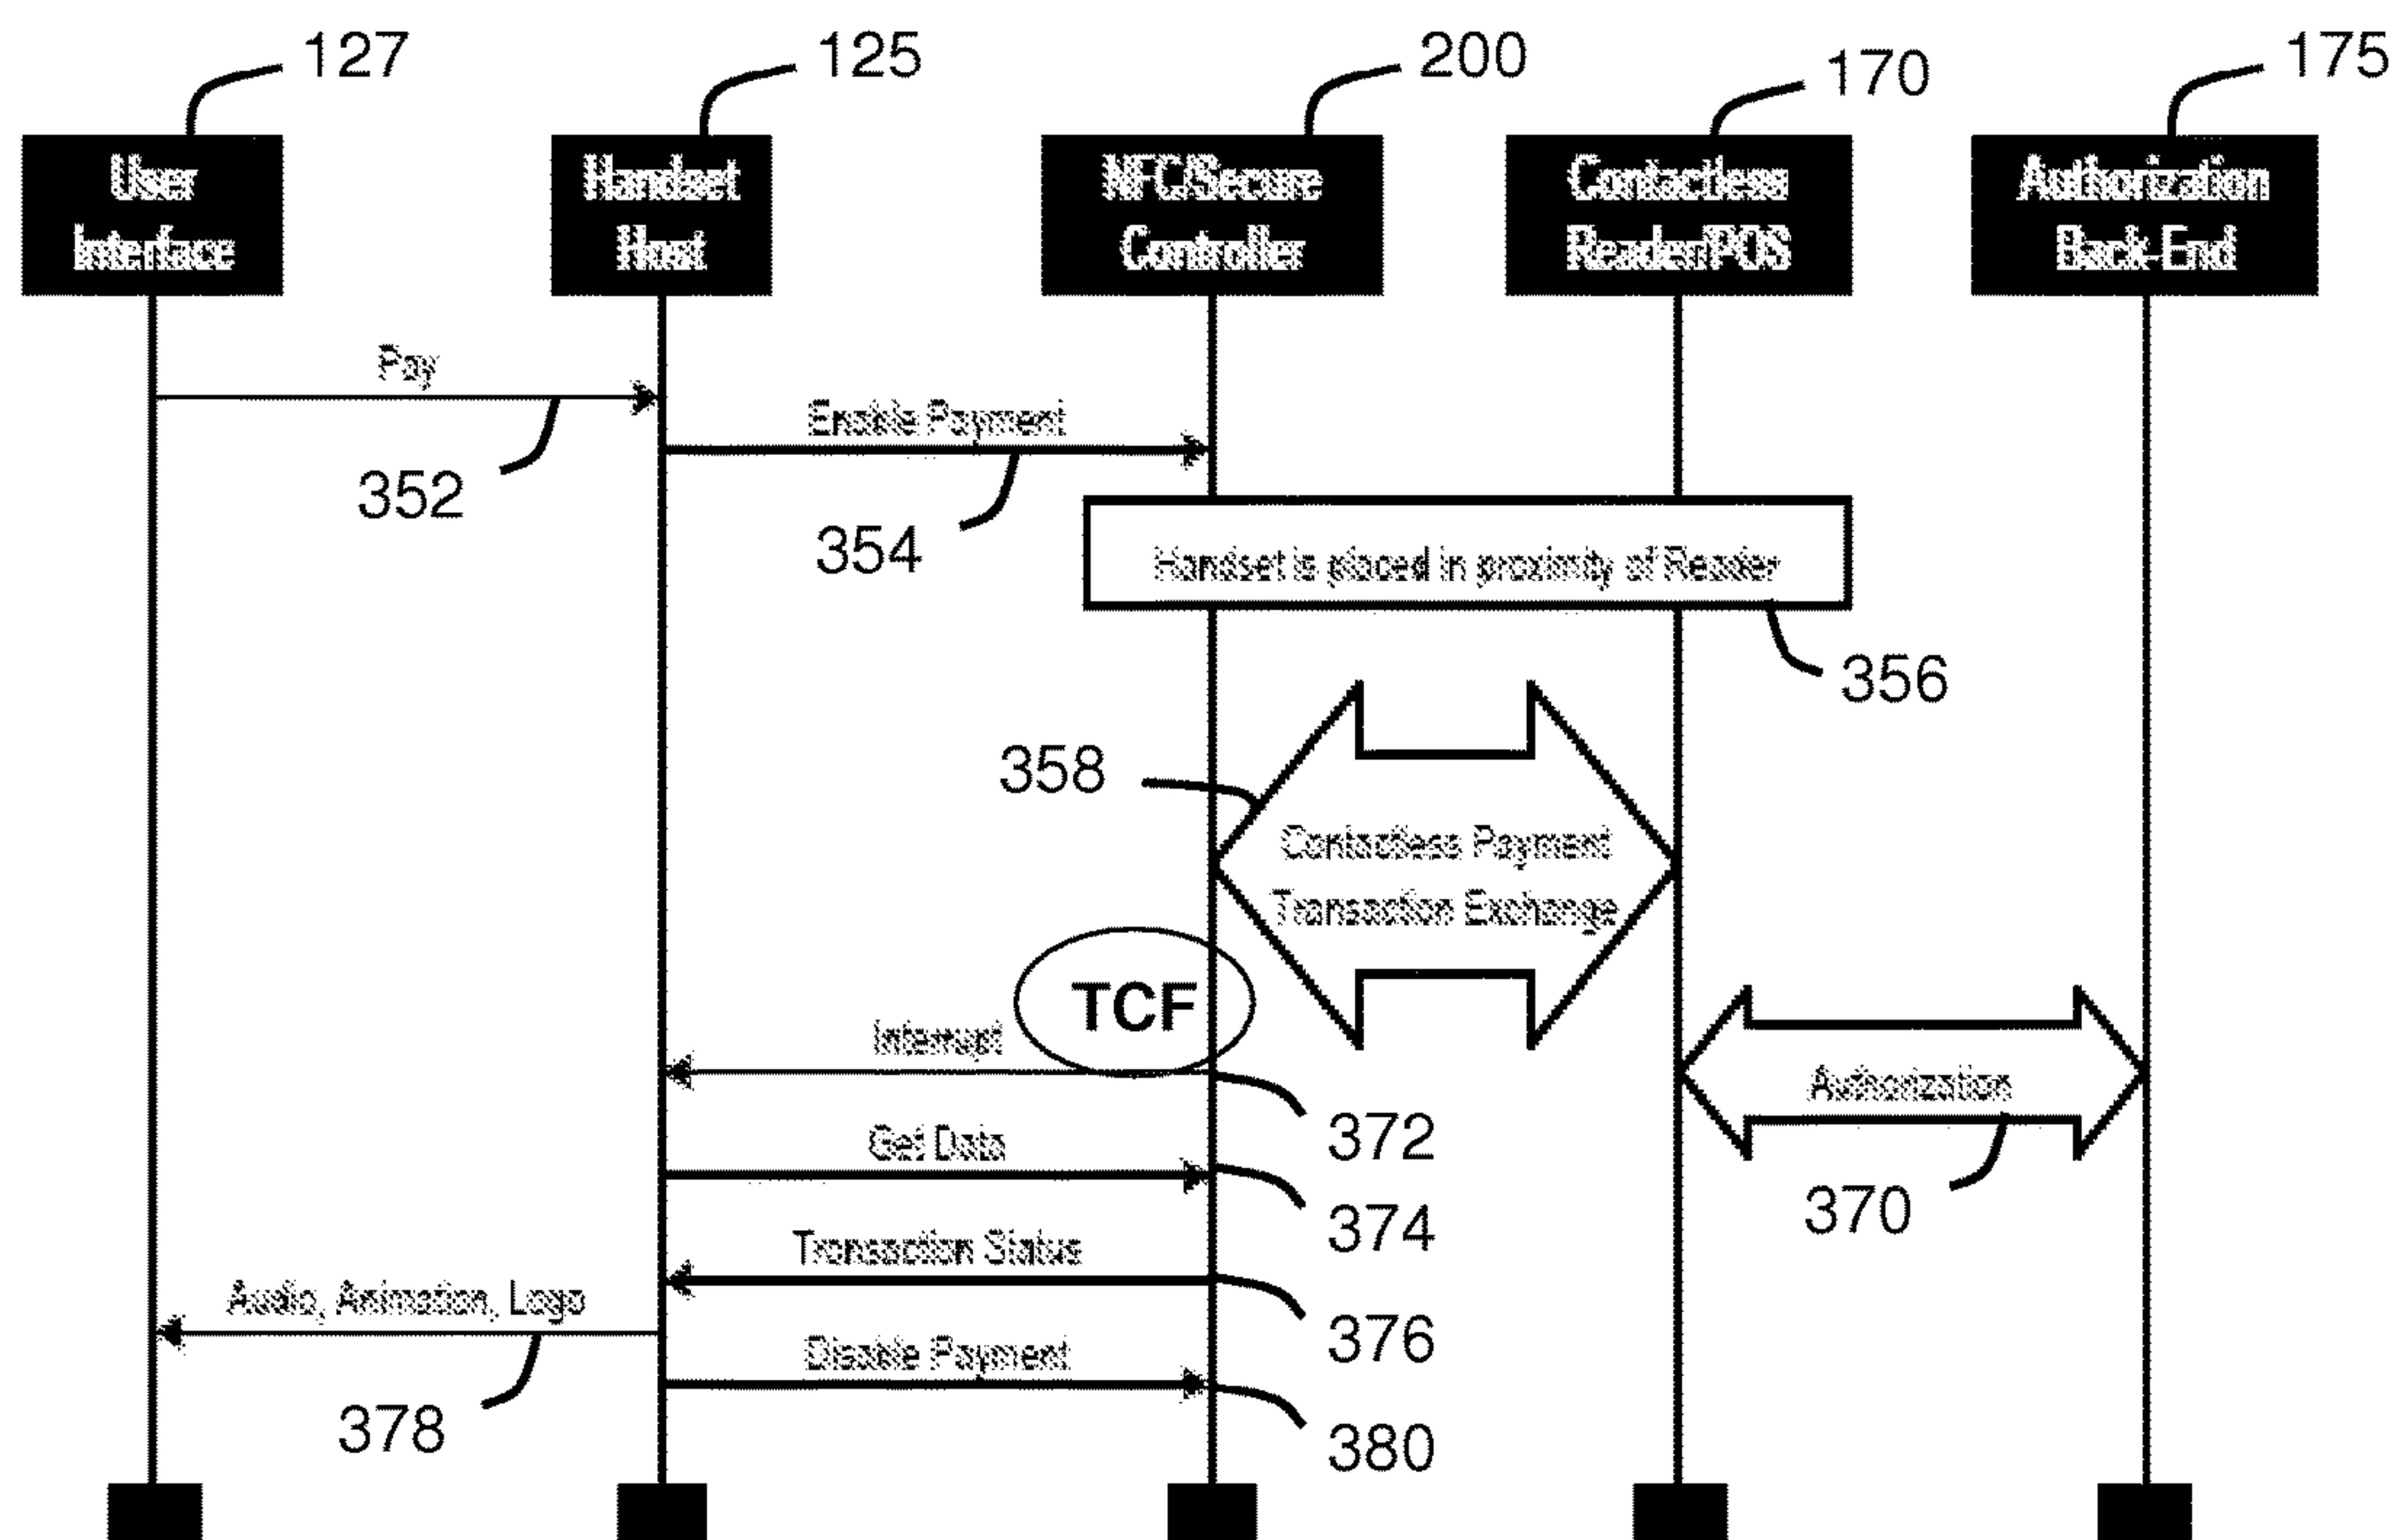 127
125
200
170
175
User
Interface
Handset
Host
NFC/Secure
Controller
Contactless
Reader/POS
Authorization
Back-End
Pay
352
Enable Payment
354
Handset is placed in proximity of Reader
356
358
Contactless Payment
Transaction Exchange
TCF
Interrupt
372
Authorization
370
Get Data
374
Transaction Status
376
Audio, Animation, Logo
378
Disable Payment
380